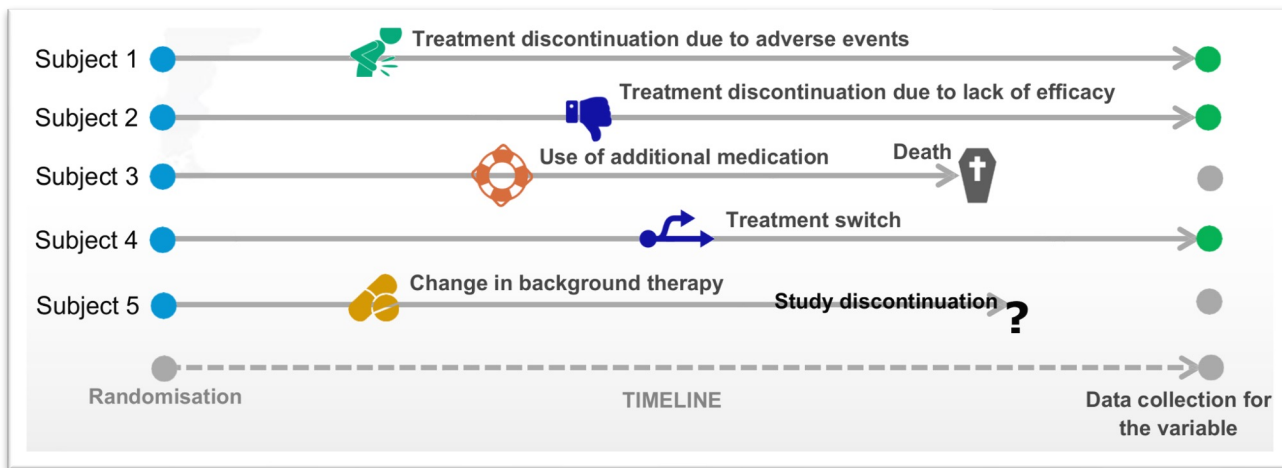 Subject 1
Treatment discontinuation due to adverse events
Subject 2
Treatment discontinuation due to lack of efficacy
Subject 3
Use of additional medication
Death
Subject 4
Treatment switch
Subject 5
Change in background therapy
Study discontinuation
?
Randomisation
TIMELINE
Data collection for
the variable